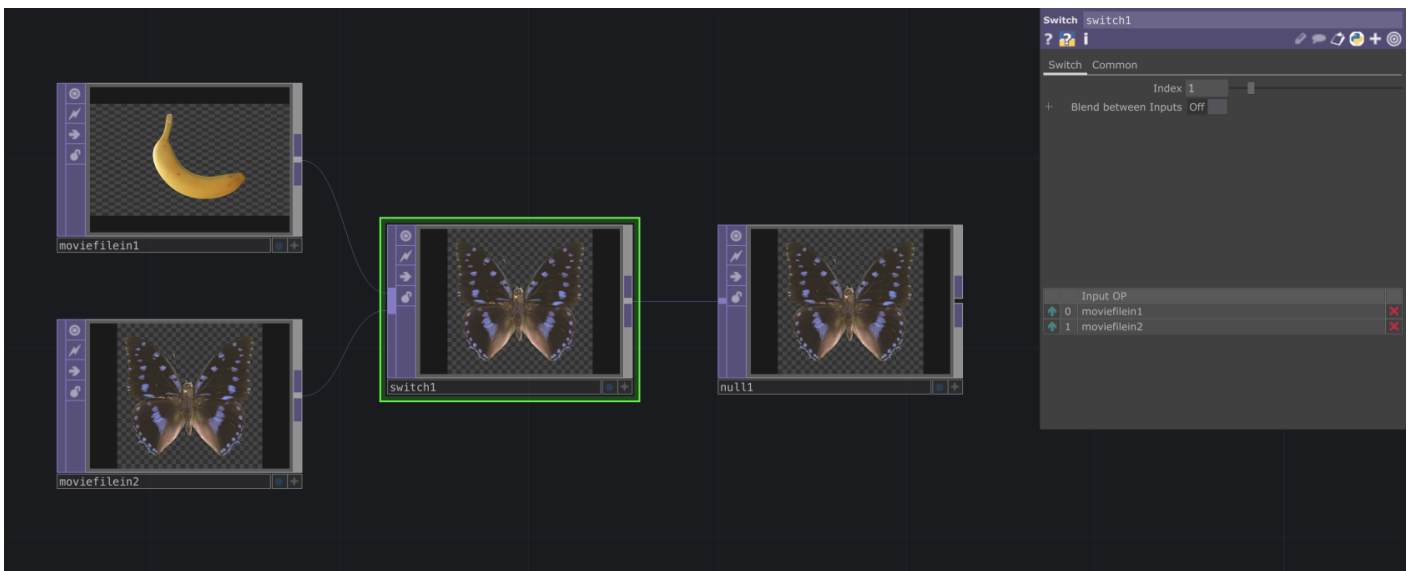 Switch switch1
? ? i
Switch Common
Index 1
+ Blend between Inputs Off
moviefilein1
switch1
null1
moviefilein2
Input OP
0 moviefilein1
1 moviefilein2